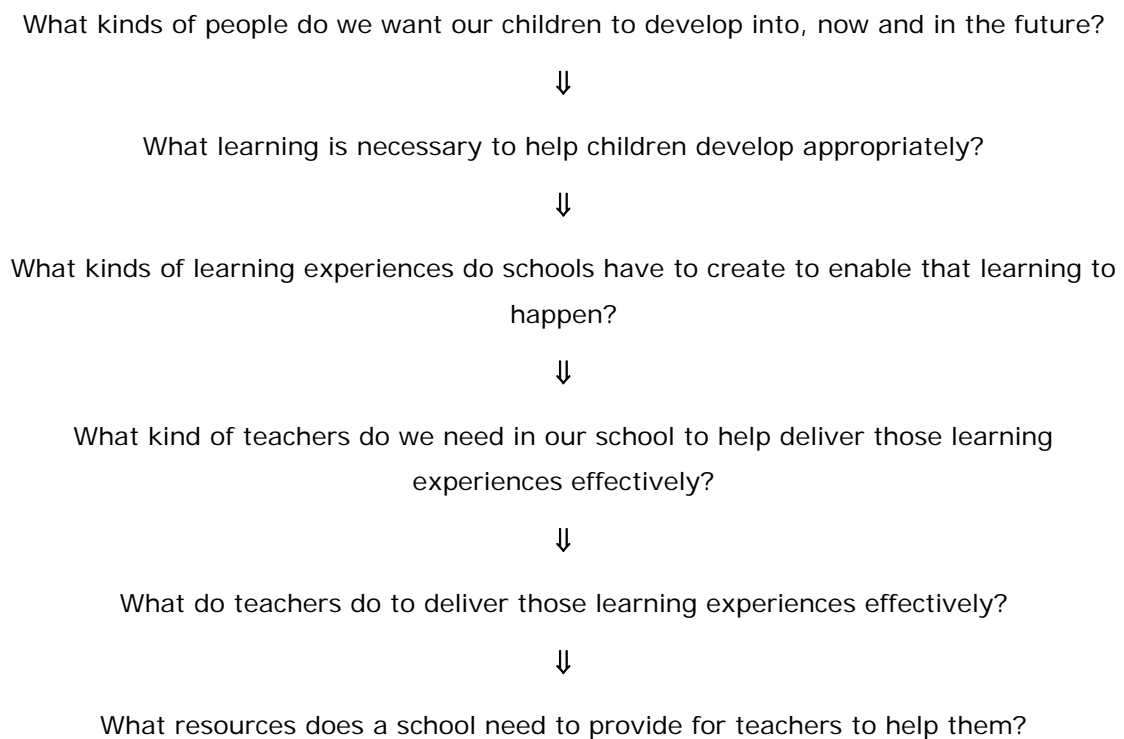 What kinds of people do we want our children to develop into, now and in the future?
⇓
What learning is necessary to help children develop appropriately?
⇓
What kinds of learning experiences do schools have to create to enable that learning to
happen?
⇓
What kind of teachers do we need in our school to help deliver those learning
experiences effectively?
⇓
What do teachers do to deliver those learning experiences effectively?
⇓
What resources does a school need to provide for teachers to help them?